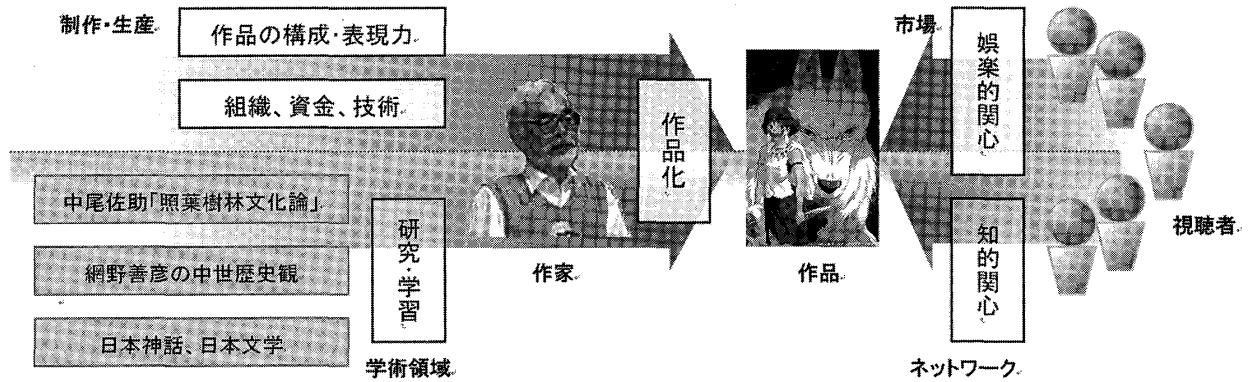 制作・生産
作品の構成・表現力
組織、資金、技術
中尾佐助「照葉樹林文化論」
網野善彦の中世歴史観
日本神話、日本文学
研究・学習
学術領域
作家
作品化
作品
市場
娯楽的関心
知的関心
ネットワーク
視聴者